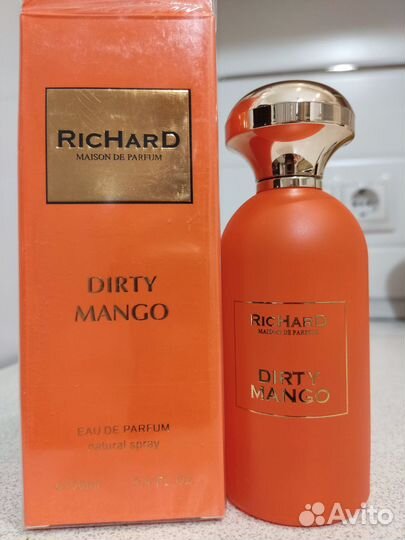 RICHARD
MAISON DE PARFUM
DIRTY
MANGO
EAU DE PARFUM
natural spray
RICHARD
MAISON DE PARFUM
DIRTY
MANGO
Avito